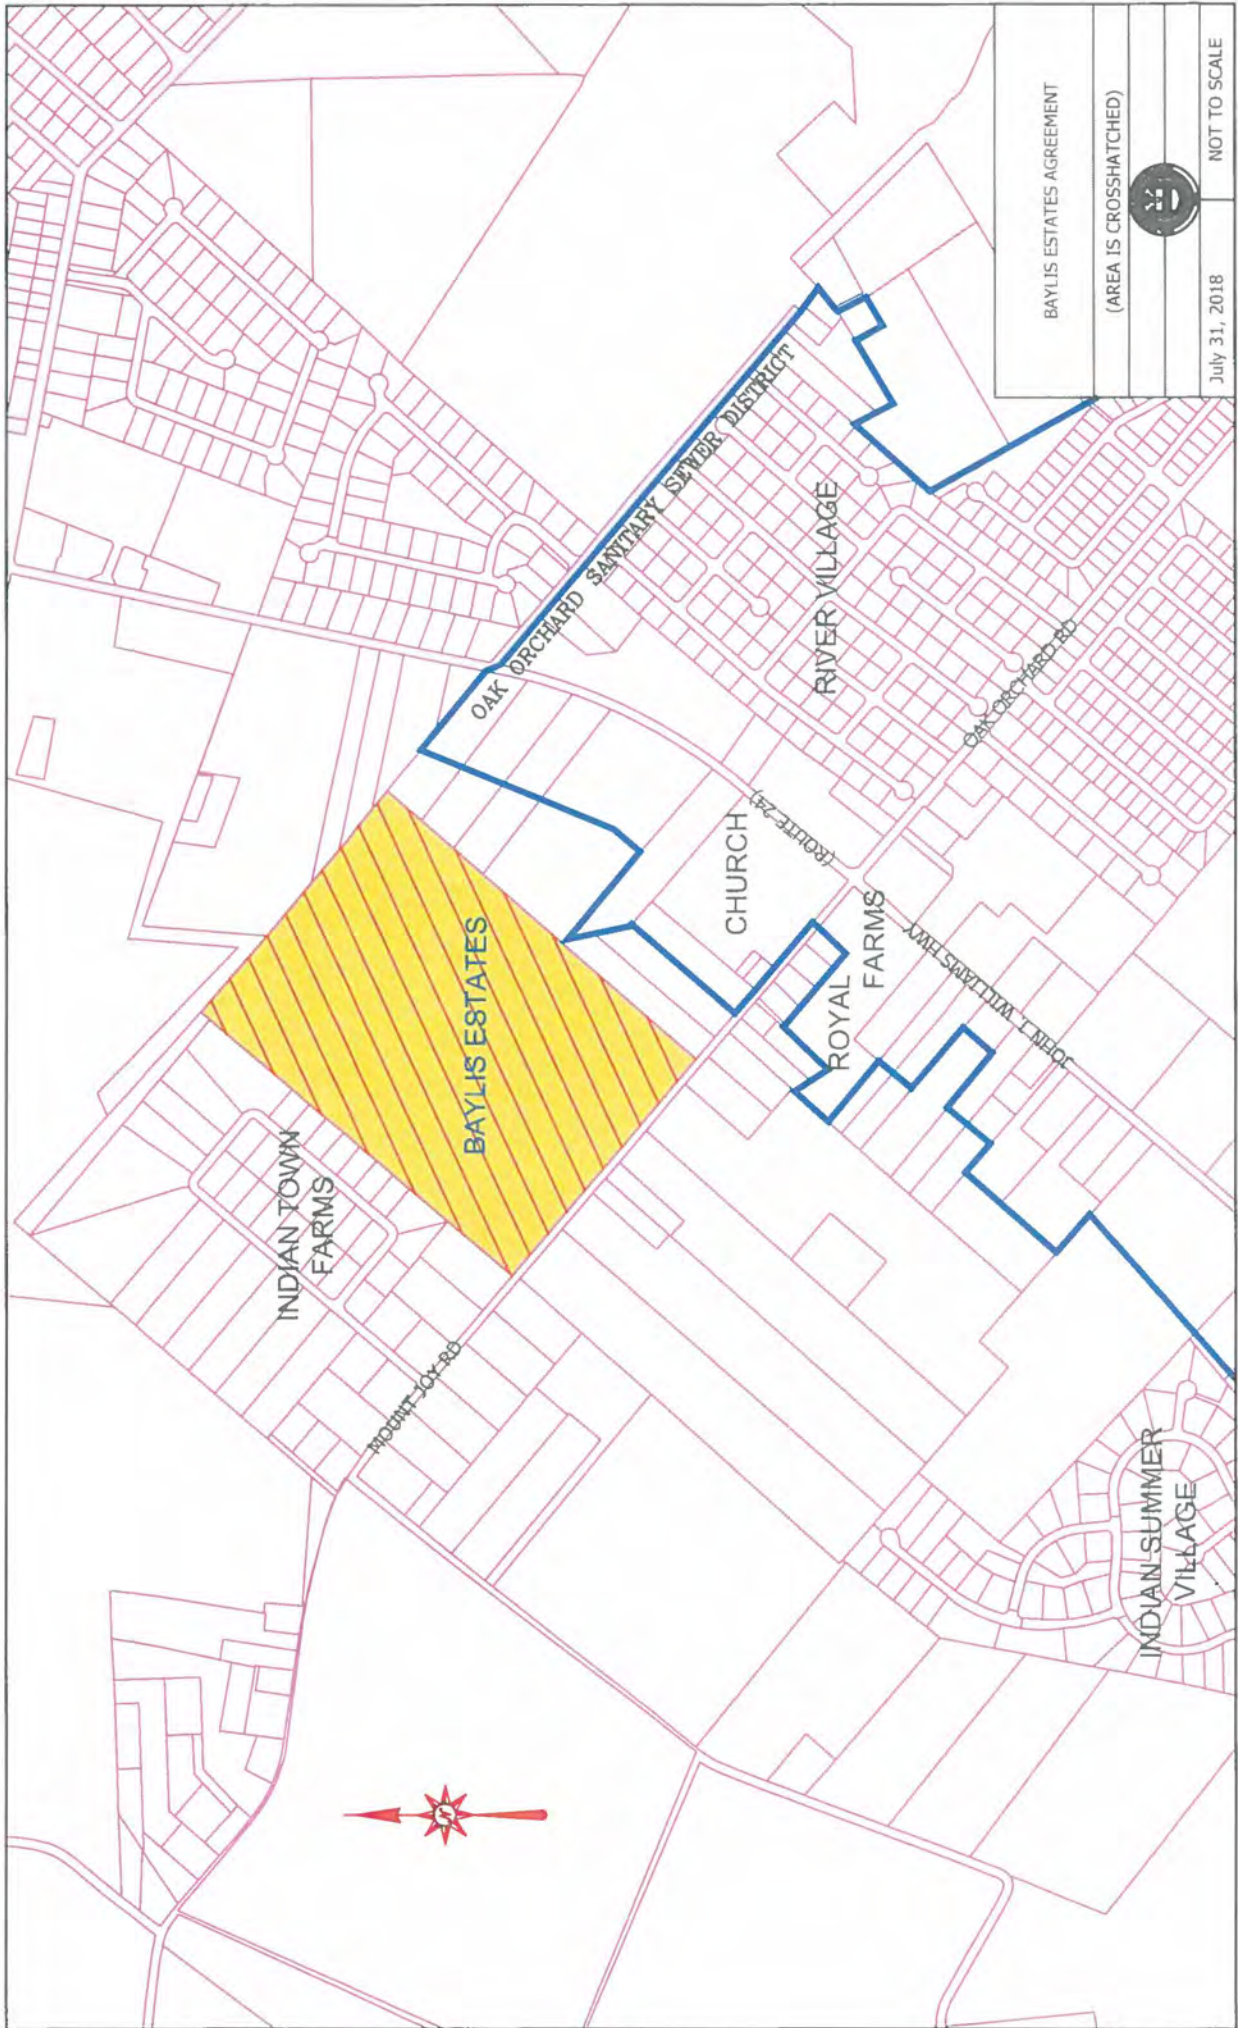 INDIAN TOWN
FARMS
BAYLIS ESTATES
MOUNT JOY RD
OAK ORCHARD SANITARY SEWER DISTRICT
CHURCH
(ROUTE 24)
RIVER VILLAGE
ROYAL
FARMS
JOHN J. WILLIAMS HWY
OAK ORCHARD RD
INDIAN SUMMER
VILLAGE
N
BAYLIS ESTATES AGREEMENT
(AREA IS CROSSHATCHED)
July 31, 2018
NOT TO SCALE